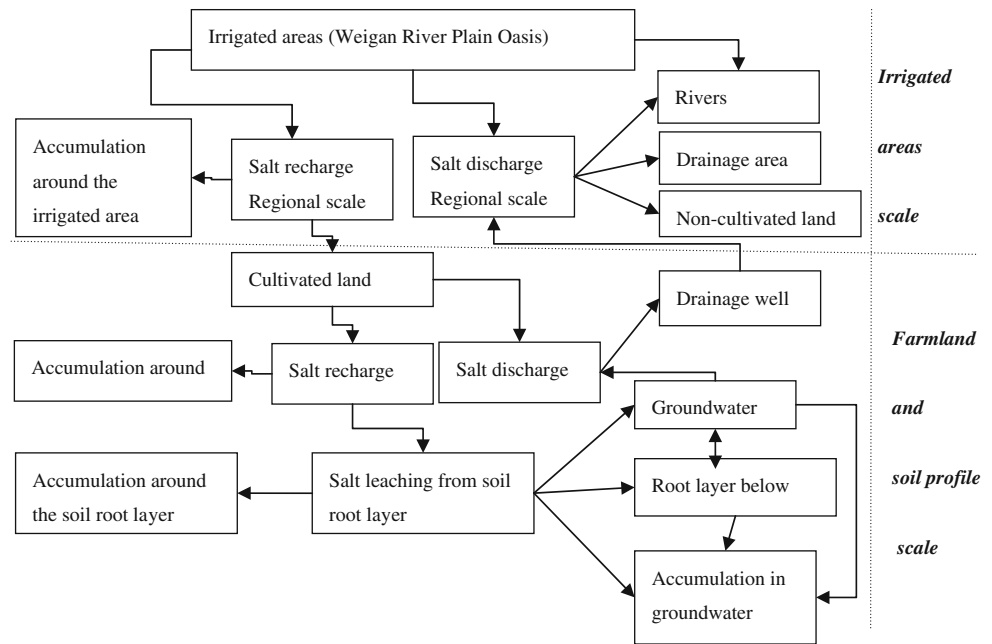 Irrigated areas (Weigan River Plain Oasis)
Irrigated
Rivers
Accumulation
around the
irrigated area
Salt recharge
Regional scale
Salt discharge
Regional scale
areas
Drainage area
Non-cultivated land
scale
Cultivated land
Drainage well
Farmland
Accumulation around
Salt recharge
Salt discharge
Groundwater
and
Accumulation around
the soil root layer
Salt leaching from soil
root layer
Root layer below
soil profile
scale
Accumulation in
groundwater